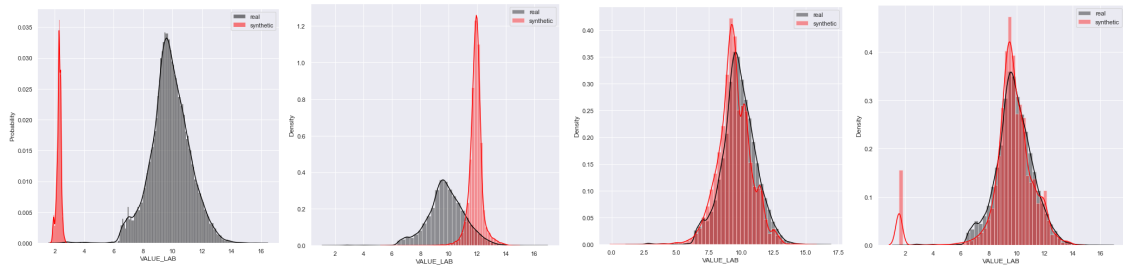 real
synthetic
Probability
0.035
0.030
0.025
0.020
0.015
0.010
0.005
0.000
2 4 6 8 10 12 14 16
VALUE_LAB
real
synthetic
Density
1.2
1.0
0.8
0.6
0.4
0.2
0.0
2 4 6 8 10 12 14 16
VALUE_LAB
real
synthetic
Density
0.40
0.35
0.30
0.25
0.20
0.15
0.10
0.05
0.00
0.0 2.5 5.0 7.5 10.0 12.5 15.0 17.5
VALUE_LAB
real
synthetic
Density
0.4
0.3
0.2
0.1
0.0
2 4 6 8 10 12 14 16
VALUE_LAB